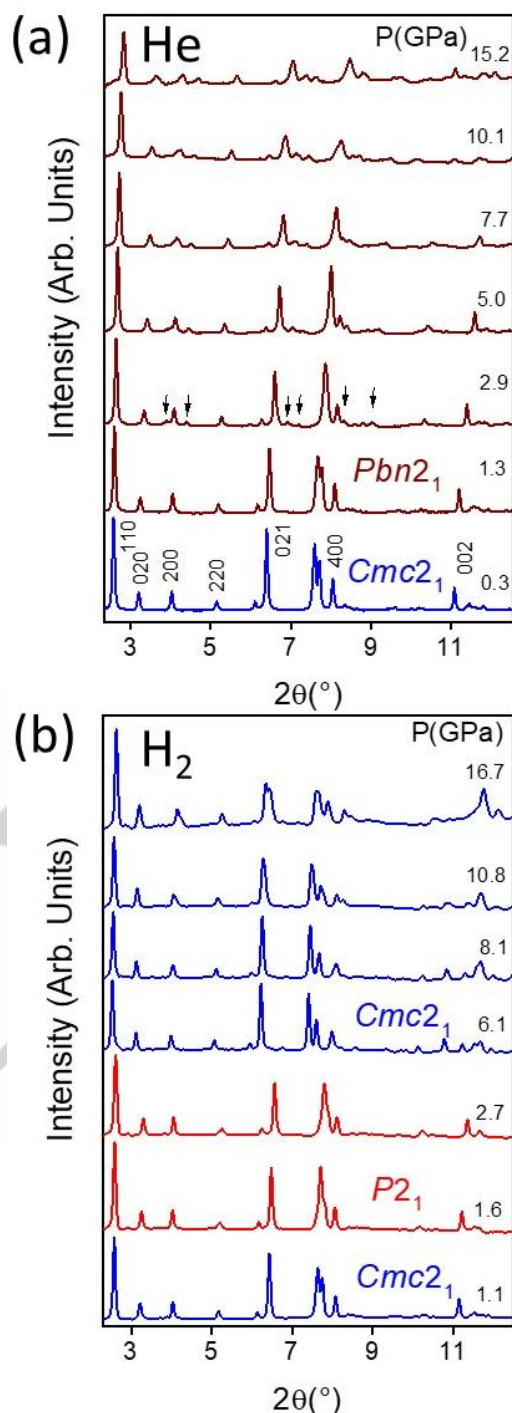 (a)
He
P(GPa)
15.2
10.1
7.7
5.0
2.9
Pbn2₁
1.3
110
020
200
220
021
400
002
Cmc2₁
0.3
Intensity (Arb. Units)
3 5 7 9 11
2θ(°)
(b)
H₂
P(GPa)
16.7
10.8
8.1
Cmc2₁
6.1
2.7
P2₁
1.6
Cmc2₁
1.1
Intensity (Arb. Units)
3 5 7 9 11
2θ(°)